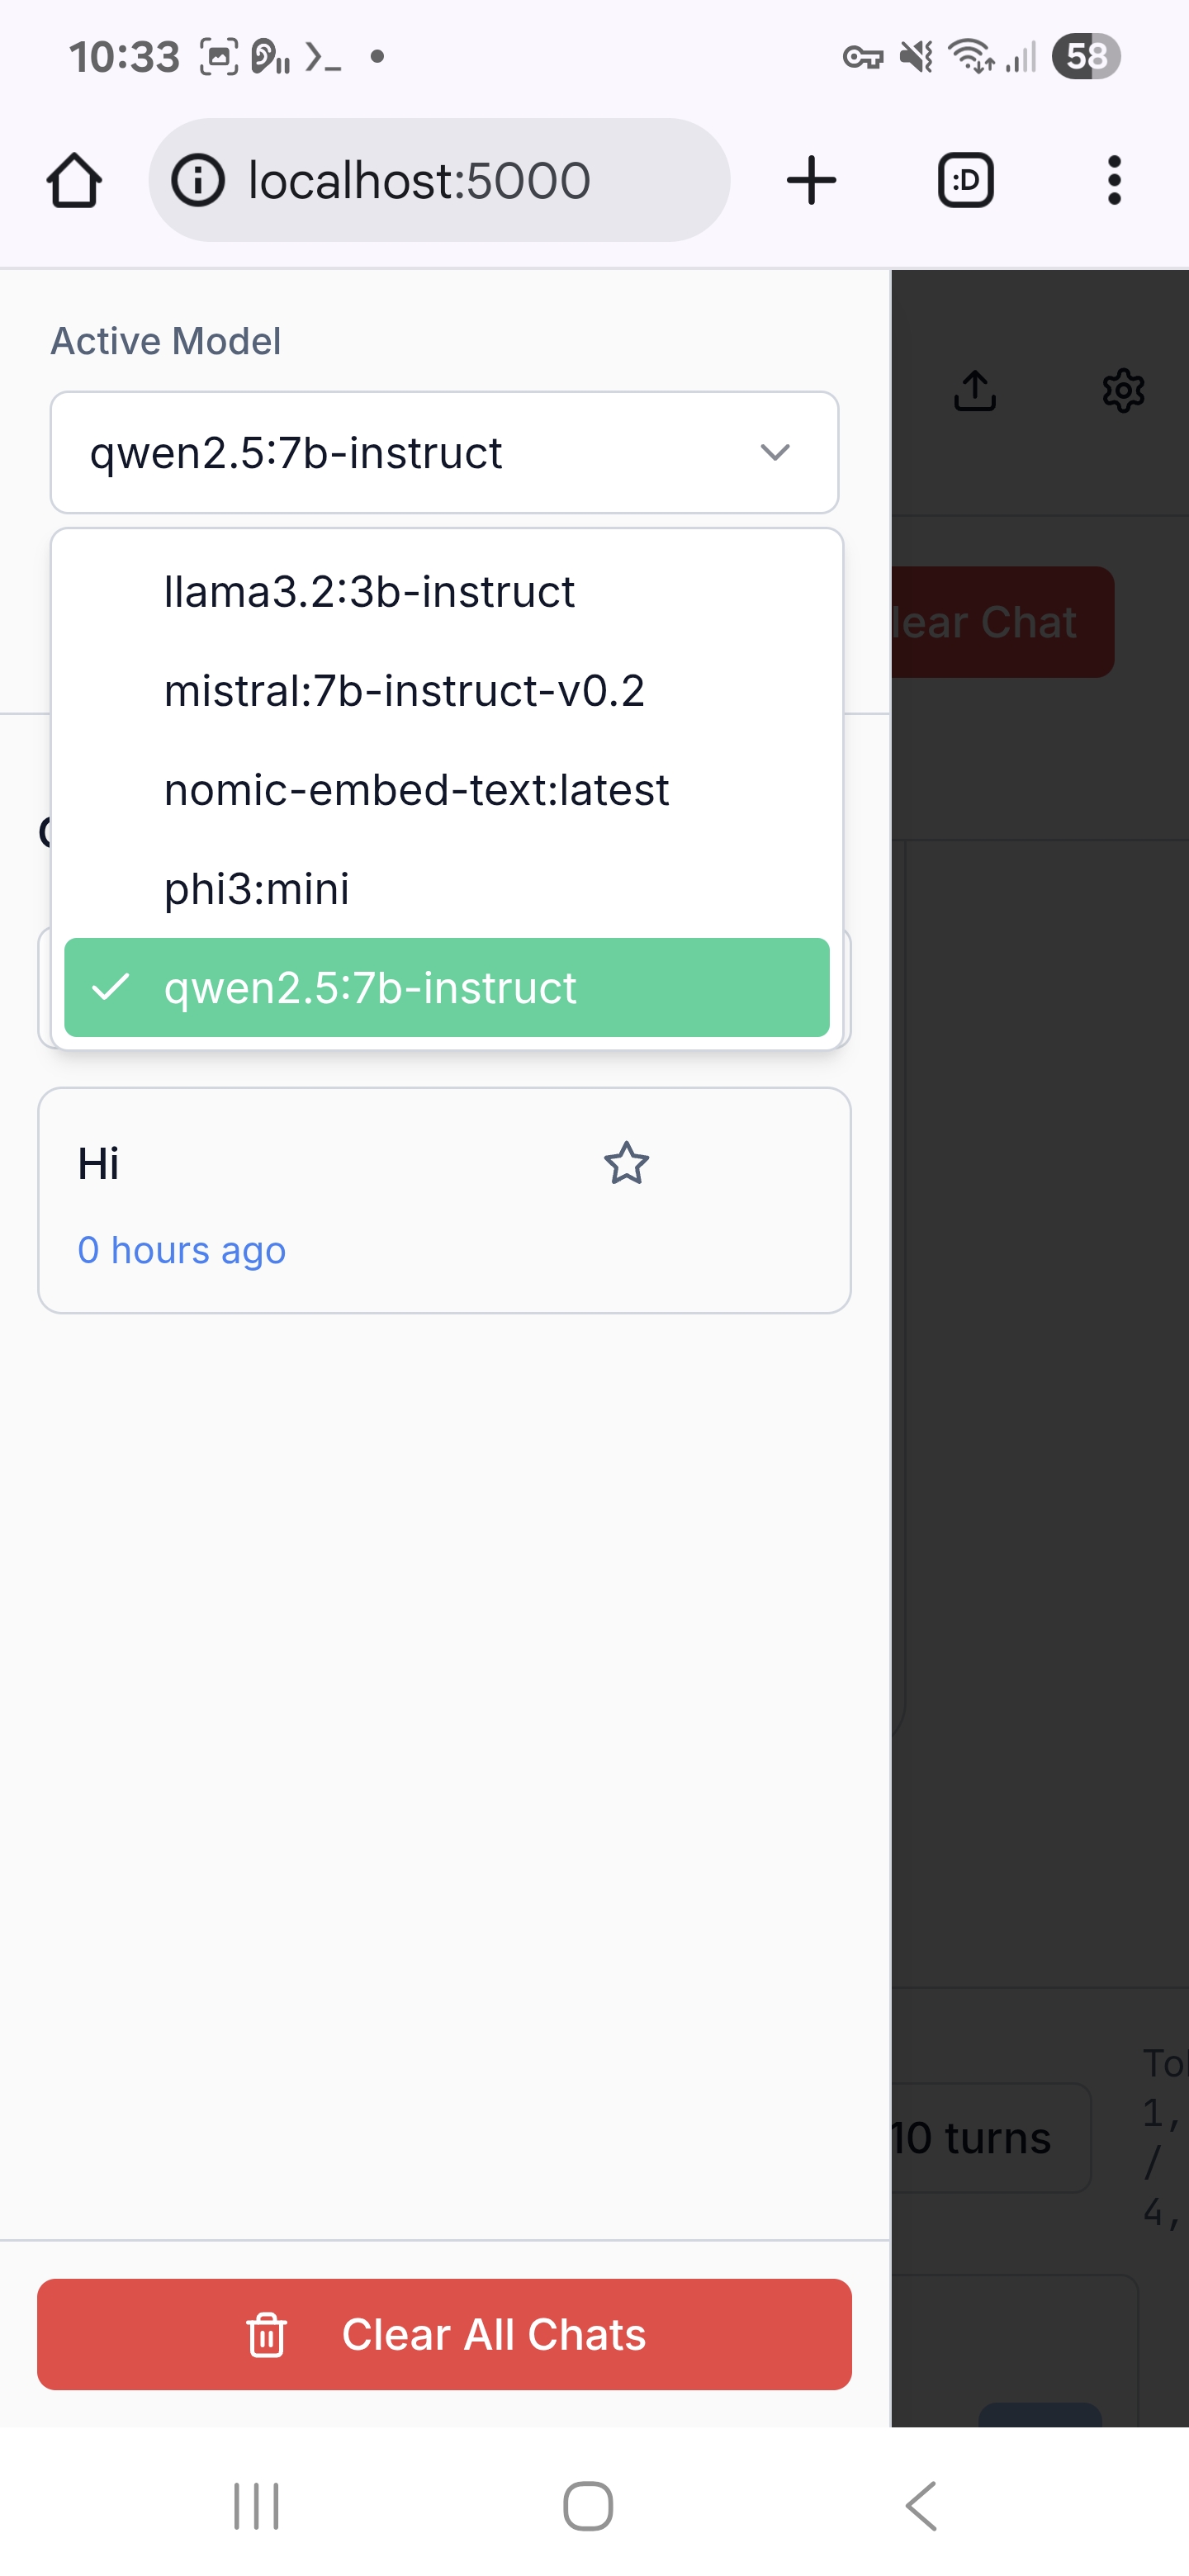 10:33
58
localhost:5000
:D
Active Model
qwen2.5:7b-instruct
llama3.2:3b-instruct
lear Chat
mistral:7b-instruct-v0.2
nomic-embed-text:latest
phi3:mini
qwen2.5:7b-instruct
Hi
0 hours ago
10 turns
1,
/
4,
Clear All Chats